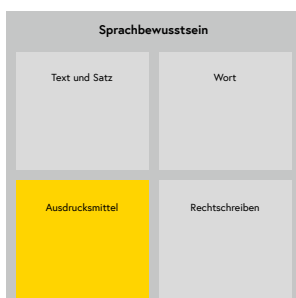 Sprachbewusstsein
Text und Satz
Wort
Ausdrucksmittel
Rechtschreiben